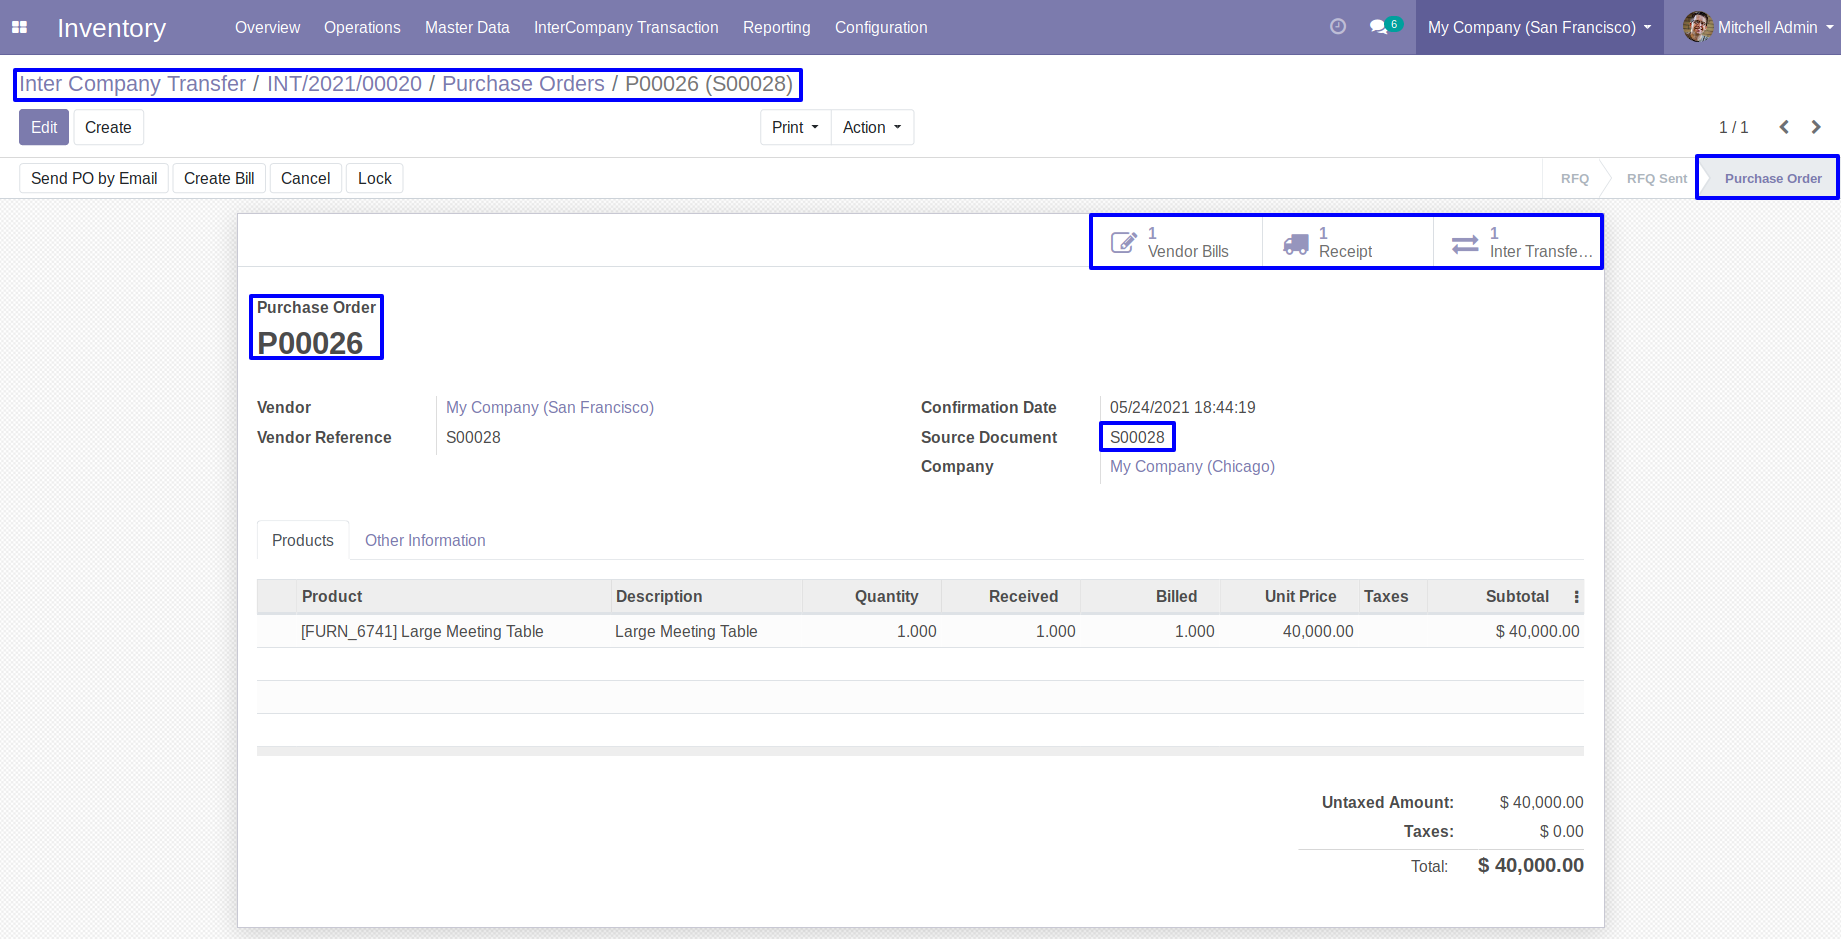 Inventory Overview Operations Master Data InterCompany Transaction Reporting Configuration 6 My Company (San Francisco) Mitchell Admin
Inter Company Transfer / INT/2021/00020 / Purchase Orders / P00026 (S00028)
Edit Create Print Action 1 / 1
Send PO by Email Create Bill Cancel Lock RFQ RFQ Sent Purchase Order
1 Vendor Bills
1 Receipt
1 Inter Transfe...
Purchase Order
P00026
Vendor My Company (San Francisco)
Vendor Reference S00028
Confirmation Date 05/24/2021 18:44:19
Source Document S00028
Company My Company (Chicago)
Products Other Information
Product Description Quantity Received Billed Unit Price Taxes Subtotal
[FURN_6741] Large Meeting Table Large Meeting Table 1.000 1.000 1.000 40,000.00 $ 40,000.00
Untaxed Amount: $ 40,000.00
Taxes: $ 0.00
Total: $ 40,000.00